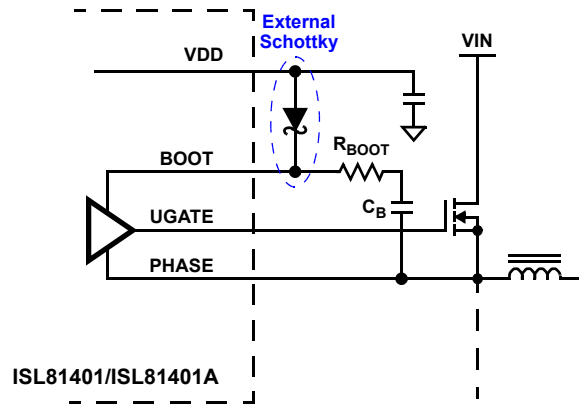 External
Schottky
VDD
VIN
BOOT
RBOOT
CB
UGATE
PHASE
ISL81401/ISL81401A